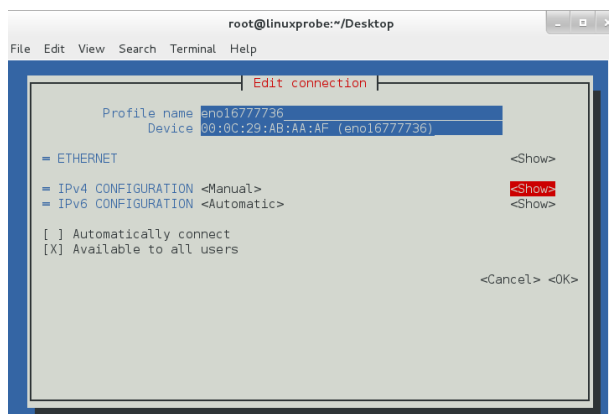 root@linuxprobe:~/Desktop
File Edit View Search Terminal Help
Edit connection
Profile name eno16777736
Device 00:0C:29:AB:AA:AF (eno16777736)
= ETHERNET <Show>
= IPv4 CONFIGURATION <Manual> <Show>
= IPv6 CONFIGURATION <Automatic> <Show>
[ ] Automatically connect
[X] Available to all users
<Cancel> <OK>